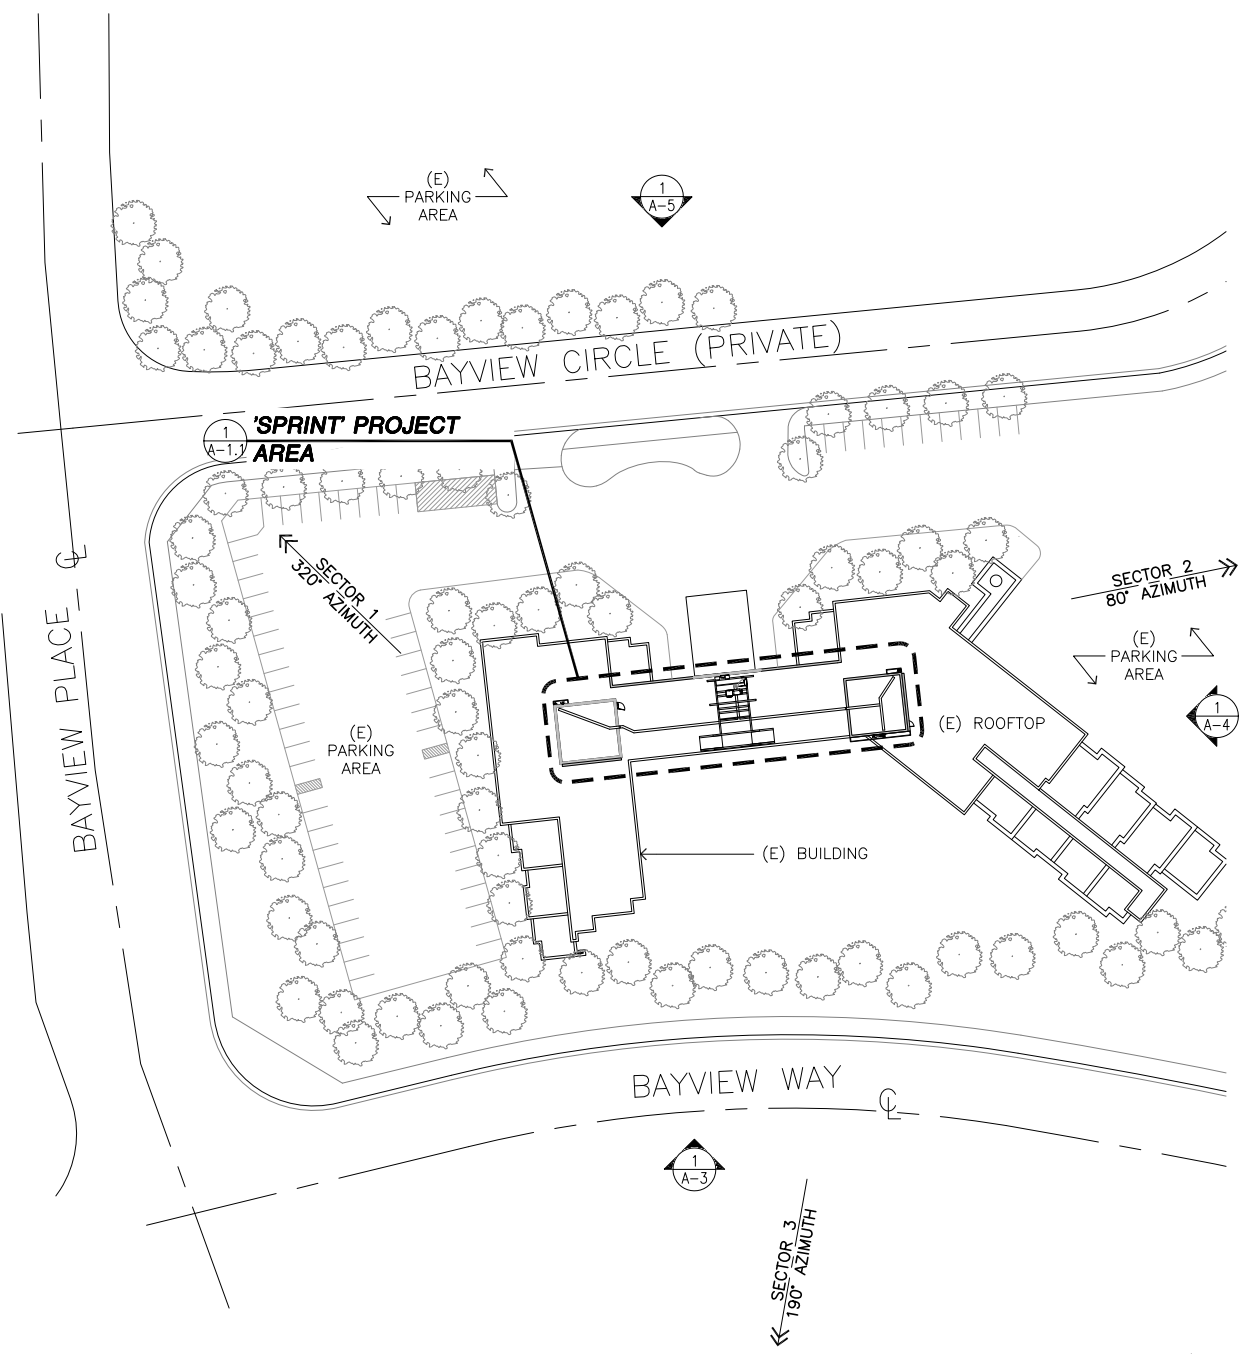 (E)
PARKING
AREA
1
A-5
BAYVIEW CIRCLE (PRIVATE)
1
A-1.1
'SPRINT' PROJECT
AREA
SECTOR 1
320° AZIMUTH
SECTOR 2
80° AZIMUTH
(E)
PARKING
AREA
1
A-4
(E) ROOFTOP
(E)
PARKING
AREA
BAYVIEW PLACE
CL
(E) BUILDING
BAYVIEW WAY
CL
1
A-3
SECTOR 3
190° AZIMUTH